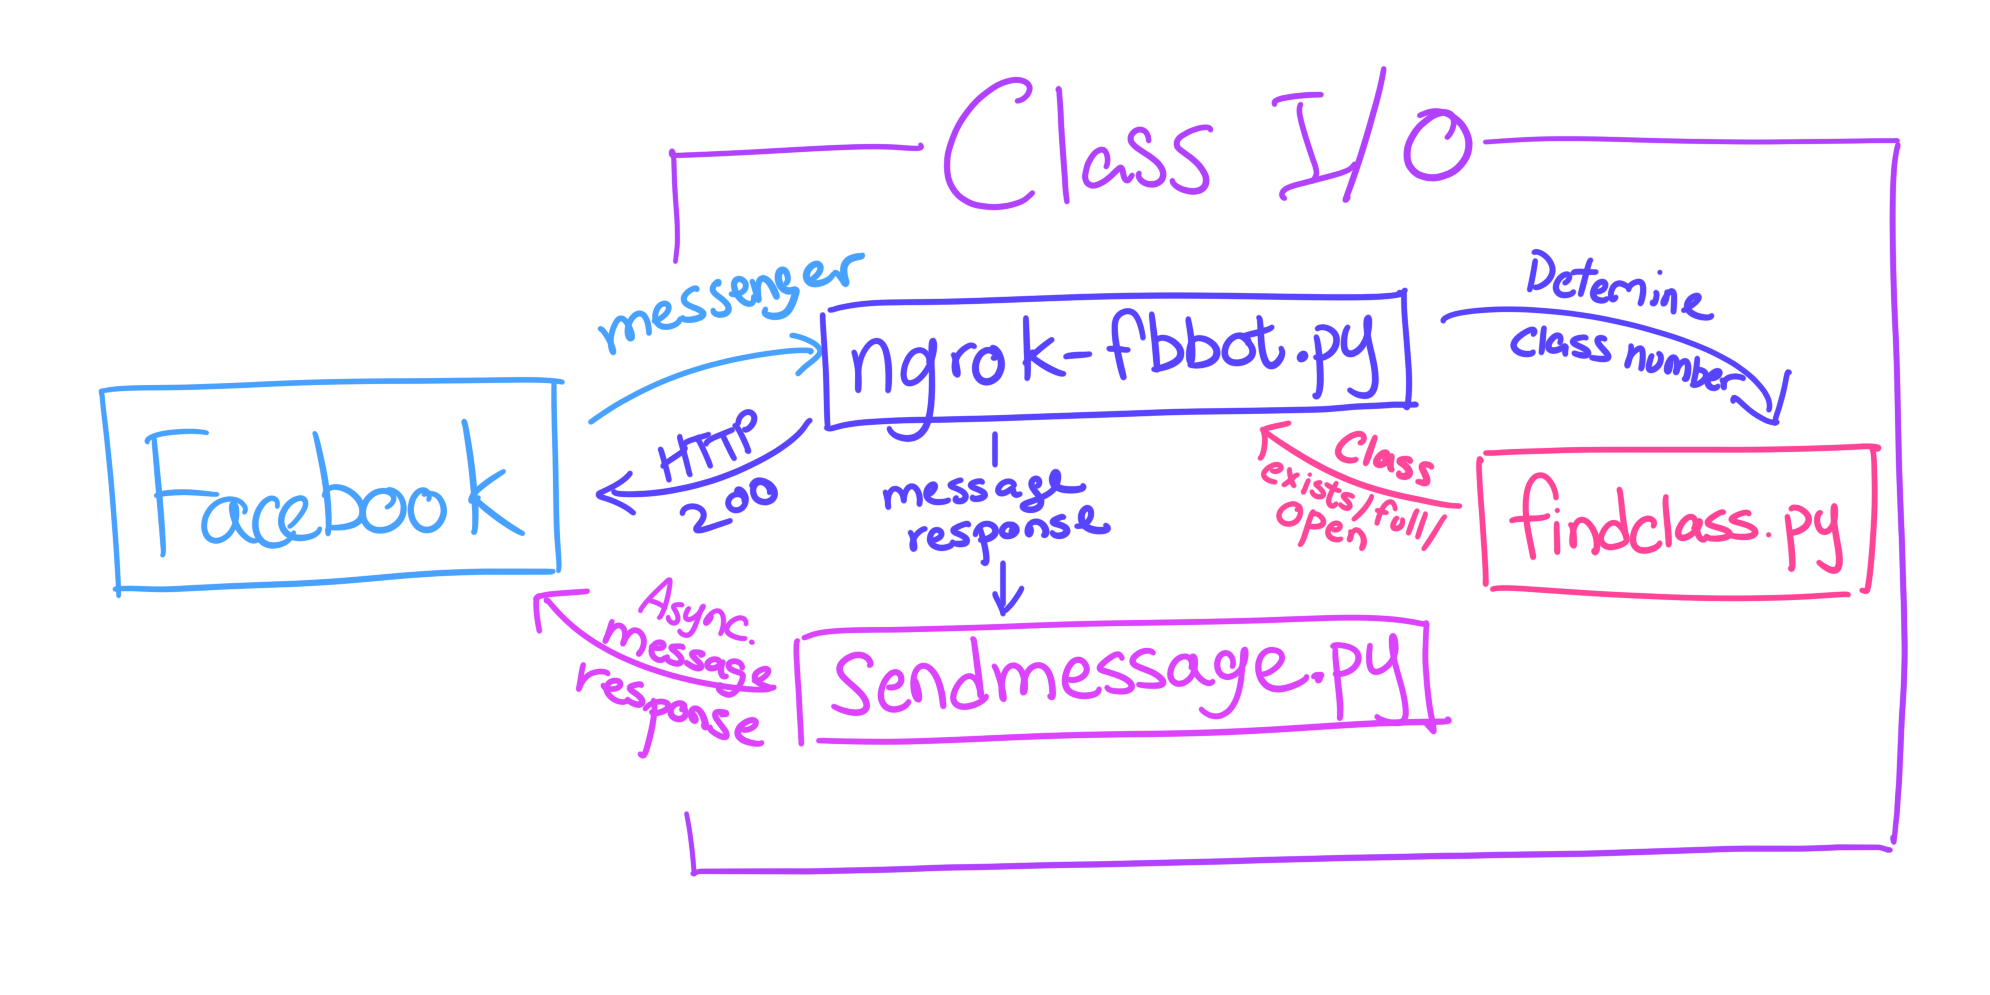 Class I/O
messenger
ngrok-fbbot.py
Detemine
class number
Facebook
HTTP
200
message
response
Class
exists/full/
open
findclass.py
Async.
message
response
Sendmessage.py